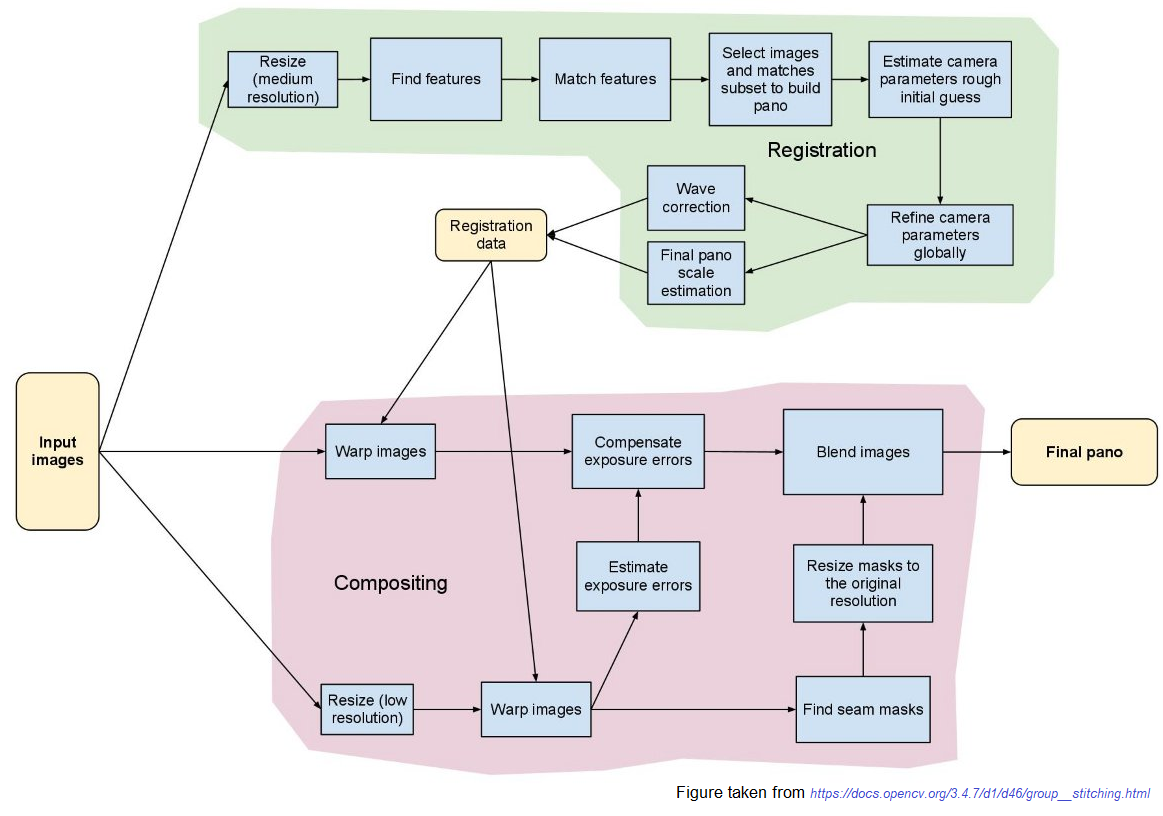 Resize
(medium
resolution)
Find features
Match features
Select images
and matches
subset to build
pano
Estimate camera
parameters rough
initial guess
Registration
Wave
correction
Refine camera
parameters
globally
Registration
data
Final pano
scale
estimation
Input
images
Warp images
Compensate
exposure errors
Blend images
Final pano
Compositing
Estimate
exposure errors
Resize masks to
the original
resolution
Resize (low
resolution)
Warp images
Find seam masks
Figure taken from https://docs.opencv.org/3.4.7/d1/d46/group__stitching.html